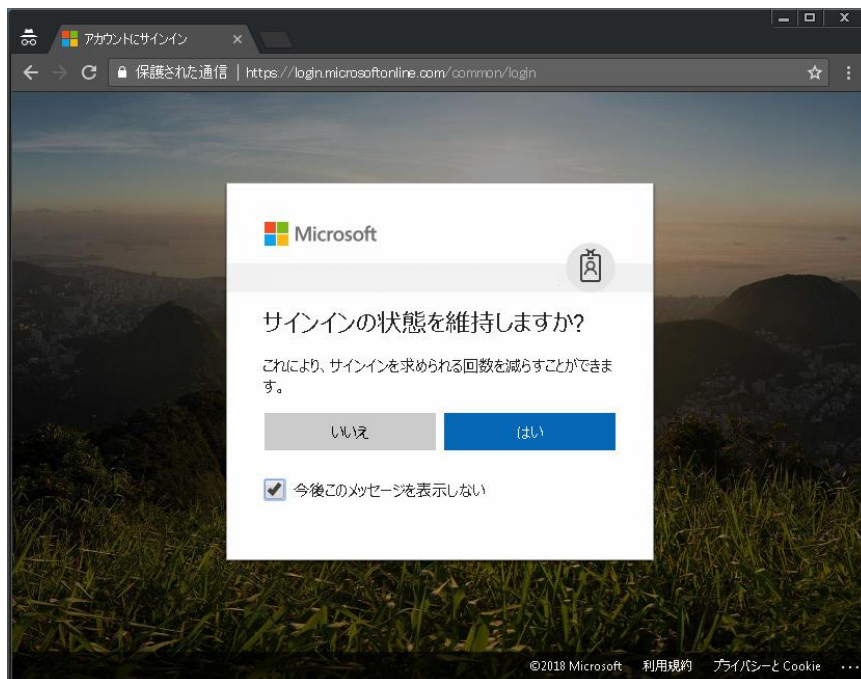 アカウントにサインイン
保護された通信 | https://login.microsoftonline.com/common/login
Microsoft
サインインの状態を維持しますか?
これにより、サインインを求められる回数を減らすことができま
す。
いいえ はい
今後このメッセージを表示しない
©2018 Microsoft 利用規約 プライバシーと Cookie ...